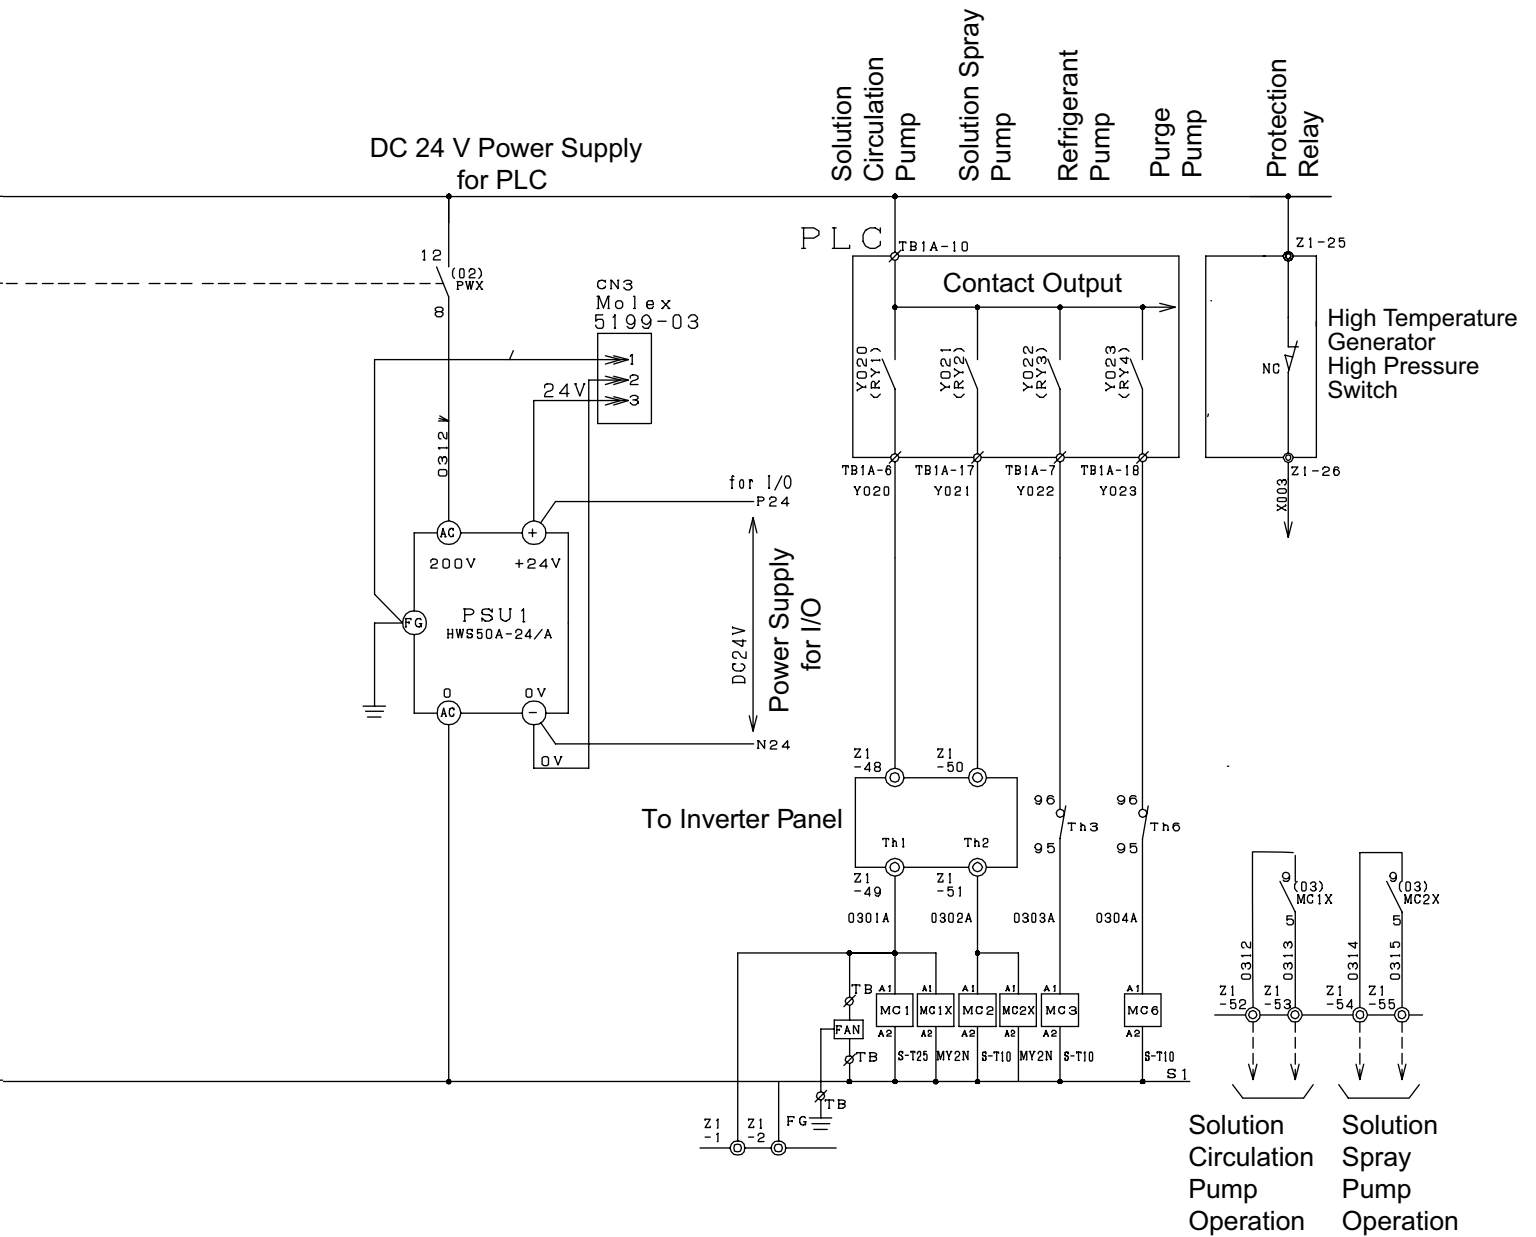 DC 24 V Power Supply
for PLC
Solution
Circulation
Pump
Solution Spray
Pump
Refrigerant
Pump
Purge
Pump
Protection
Relay
12
(02)
PWX
8
CN3
Molex
5199-03
1
2
3
24V
0312
PLC
TB1A-10
Contact Output
Y020
(RY1)
Y021
(RY2)
Y022
(RY3)
Y023
(RY4)
TB1A-6
Y020
TB1A-17
Y021
TB1A-7
Y022
TB1A-18
Y023
Z1-25
NC
High Temperature
Generator
High Pressure
Switch
Z1-26
X003
for I/O
P24
AC
+
200V
+24V
PSU1
HWS50A-24/A
FG
0
0V
AC
-
0V
DC24V
Power Supply
for I/O
N24
Z1
-48
Z1
-50
To Inverter Panel
Th1
Th2
Z1
-49
Z1
-51
96
Th3
95
96
Th6
95
0301A
0302A
0303A
0304A
9
(03)
MC1X
5
9
(03)
MC2X
5
0312
0313
0314
0315
Z1
-52
Z1
-53
Z1
-54
Z1
-55
TB
FAN
TB
A1
MC1
A2
S-T25
A1
MC1X
A2
MY2N
A1
MC2
A2
S-T10
A1
MC2X
A2
MY2N
A1
MC3
A2
S-T10
A1
MC6
A2
S-T10
S1
TB
FG
Z1
-1
Z1
-2
Solution
Circulation
Pump
Operation
Solution
Spray
Pump
Operation